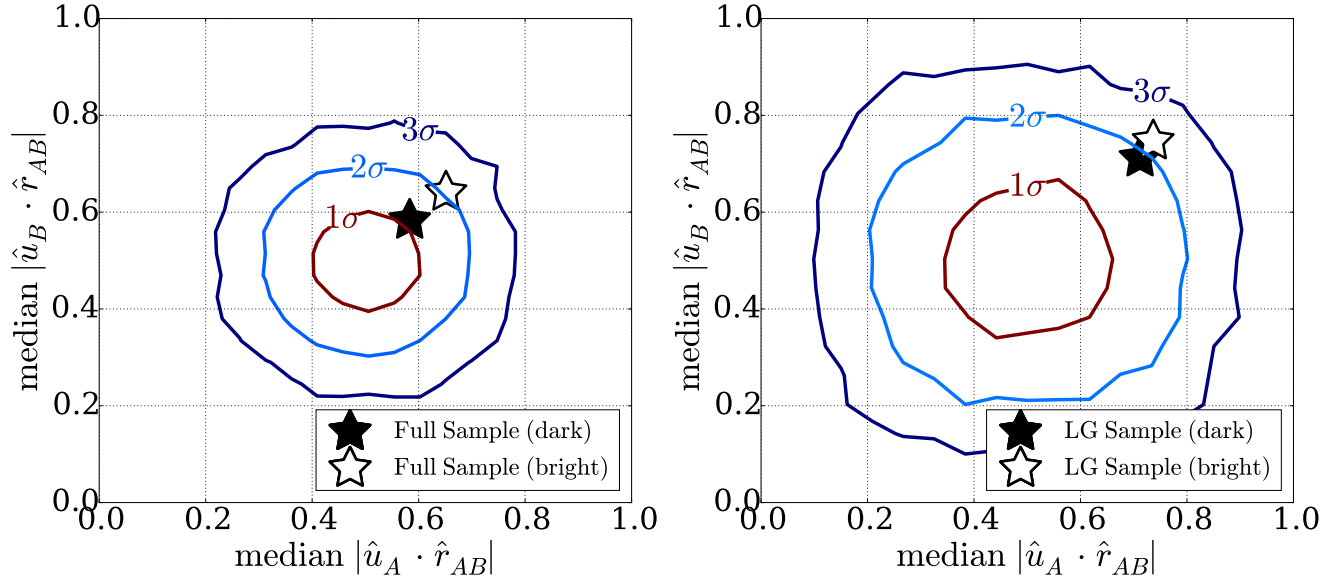 1.0
0.8
0.6
0.4
0.2
0.0
median |û_B · r̂_AB|
3σ
2σ
1σ
Full Sample (dark)
Full Sample (bright)
0.0 0.2 0.4 0.6 0.8 1.0
median |û_A · r̂_AB|
1.0
0.8
0.6
0.4
0.2
0.0
median |û_B · r̂_AB|
3σ
2σ
1σ
LG Sample (dark)
LG Sample (bright)
0.0 0.2 0.4 0.6 0.8 1.0
median |û_A · r̂_AB|